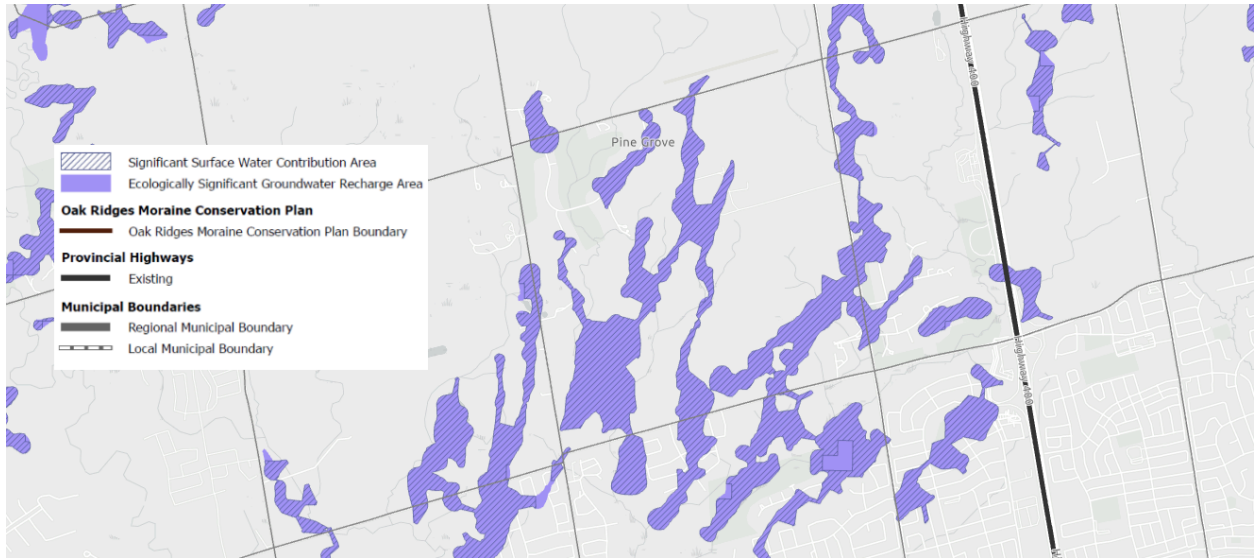 Highway 400
Pine Grove
Significant Surface Water Contribution Area
Ecologically Significant Groundwater Recharge Area
Oak Ridges Moraine Conservation Plan
Oak Ridges Moraine Conservation Plan Boundary
Provincial Highways
Existing
Municipal Boundaries
Regional Municipal Boundary
Local Municipal Boundary
Highway 400
H